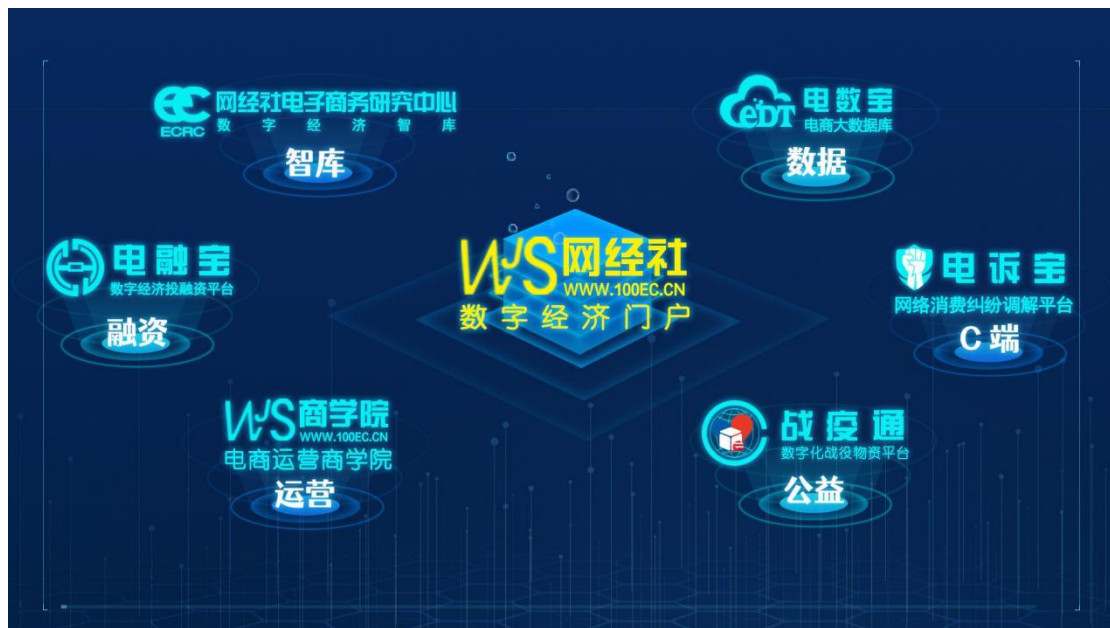 ECRC
网经社电子商务研究中心
数字经济智库
智库
eDT
电数宝
电商大数据库
数据
电融宝
数字经济投融资平台
融资
WJS 网经社
WWW.100EC.CN
数字经济门户
电诉宝
网络消费纠纷调解平台
C端
WJS 商学院
WWW.100EC.CN
电商运营商学院
运营
战疫通
数字化战役物资平台
公益